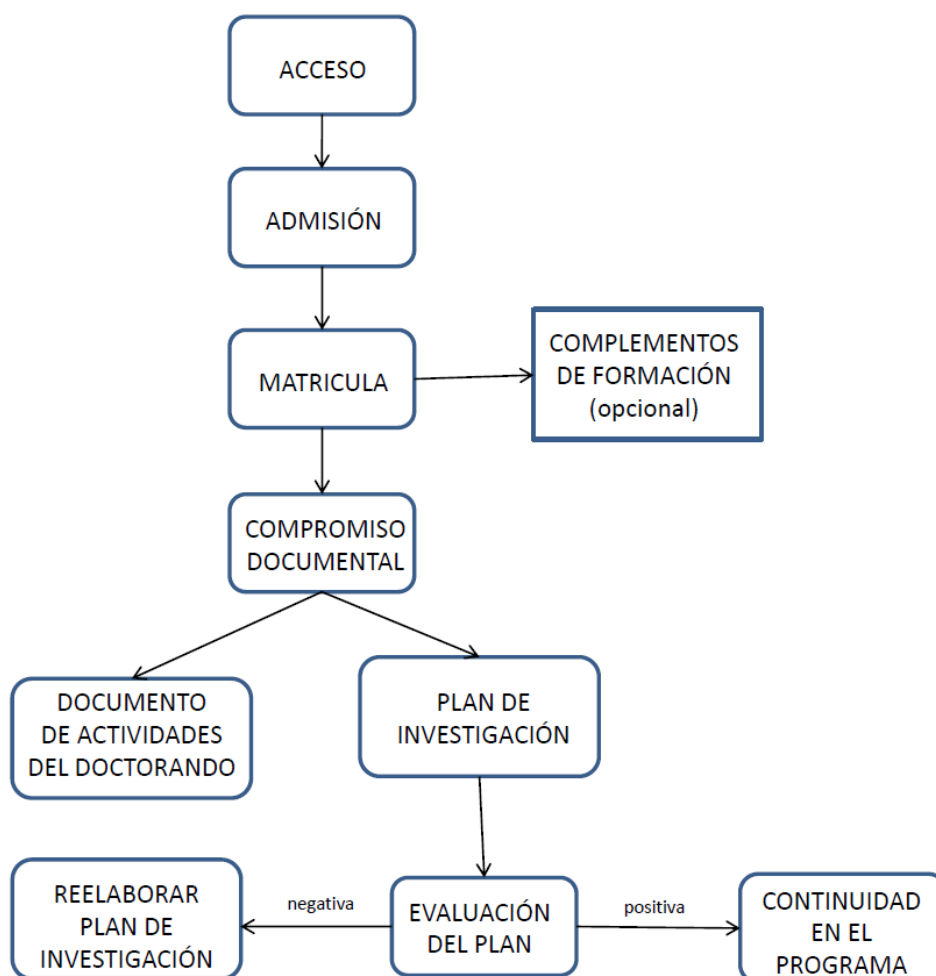 ACCESO
ADMISIÓN
MATRICULA
COMPLEMENTOS
DE FORMACIÓN
(opcional)
COMPROMISO
DOCUMENTAL
DOCUMENTO
DE ACTIVIDADES
DEL DOCTORANDO
PLAN DE
INVESTIGACIÓN
REELABORAR
PLAN DE
INVESTIGACIÓN
negativa
EVALUACIÓN
DEL PLAN
positiva
CONTINUIDAD
EN EL
PROGRAMA